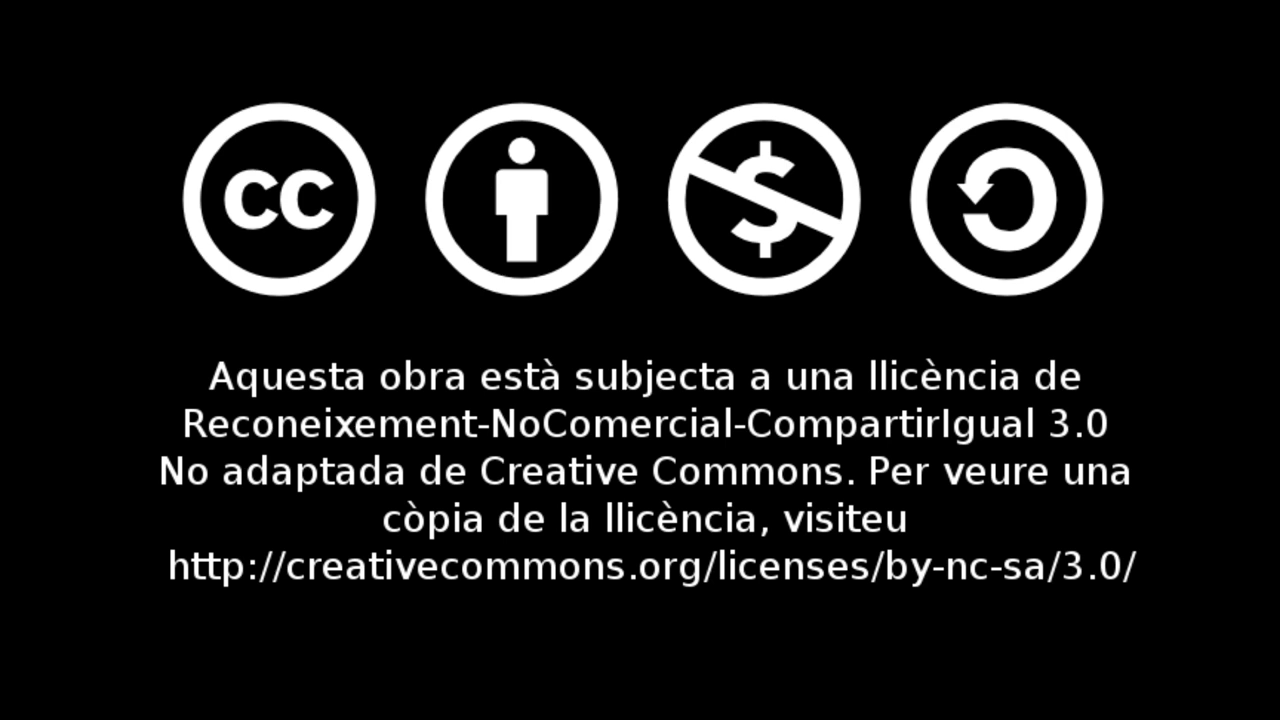 cc
Aquesta obra està subjecta a una llicència de
Reconeixement-NoComercial-CompartirIgual 3.0
No adaptada de Creative Commons. Per veure una
còpia de la llicència, visiteu
http://creativecommons.org/licenses/by-nc-sa/3.0/